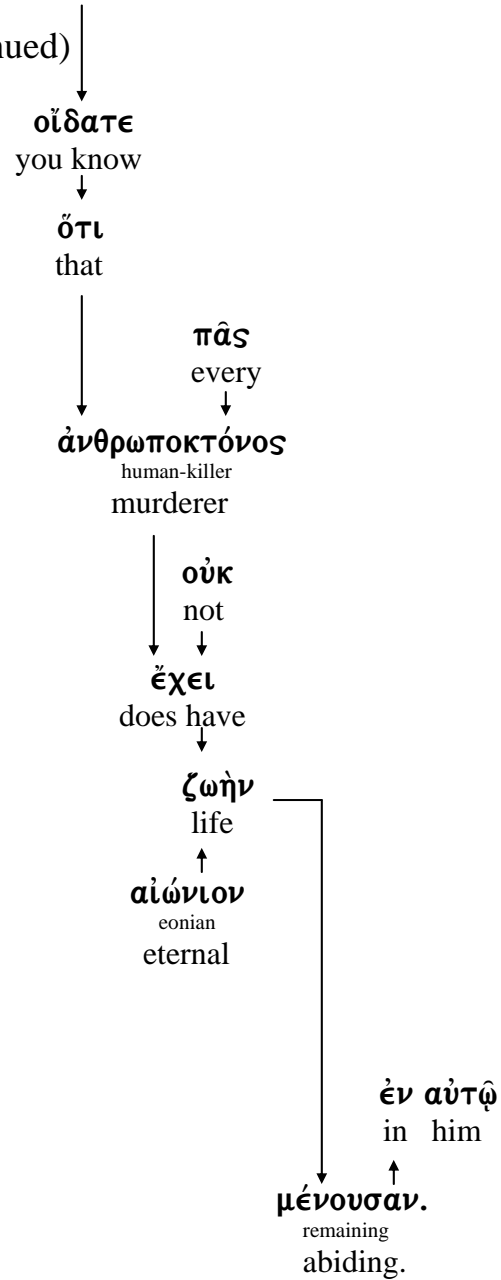 nued)
οἴδατε
you know
ὅτι
that
πᾶς
every
ἀνθρωποκτόνος
human-killer
murderer
οὐκ
not
ἔχει
does have
ζωὴν
life
αἰώνιον
eonian
eternal
ἐν αὐτῷ
in him
μένουσαν.
remaining
abiding.